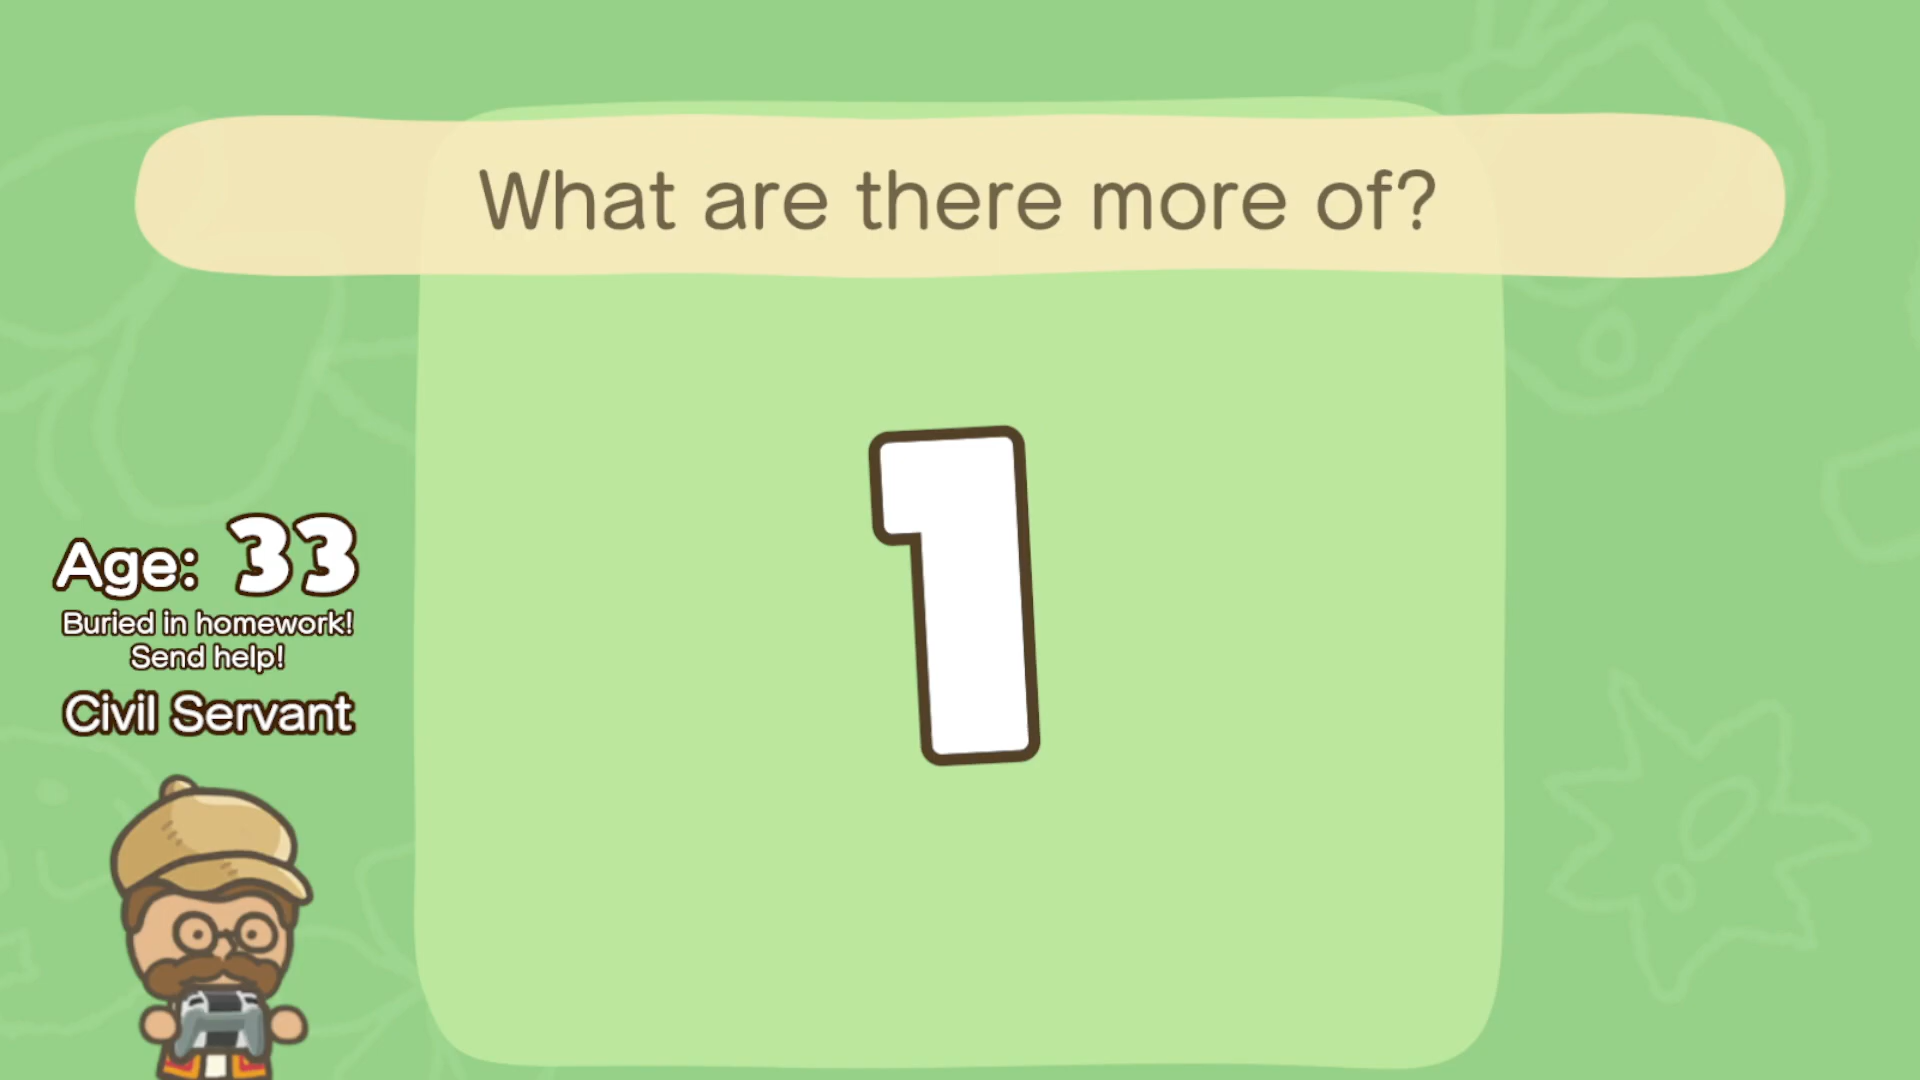 What are there more of?
1
Age: 33
Buried in homework!
Send help!
Civil Servant